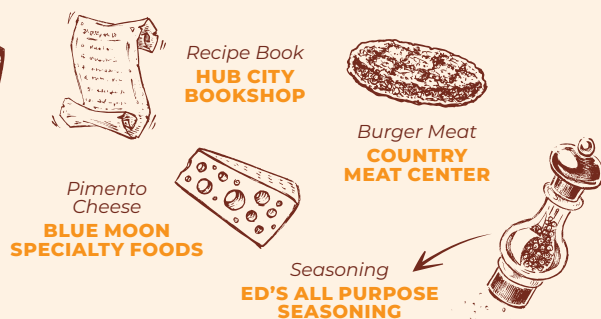 Recipe Book
HUB CITY
BOOKSHOP
Burger Meat
COUNTRY
MEAT CENTER
Pimento
Cheese
BLUE MOON
SPECIALTY FOODS
Seasoning
ED'S ALL PURPOSE
SEASONING